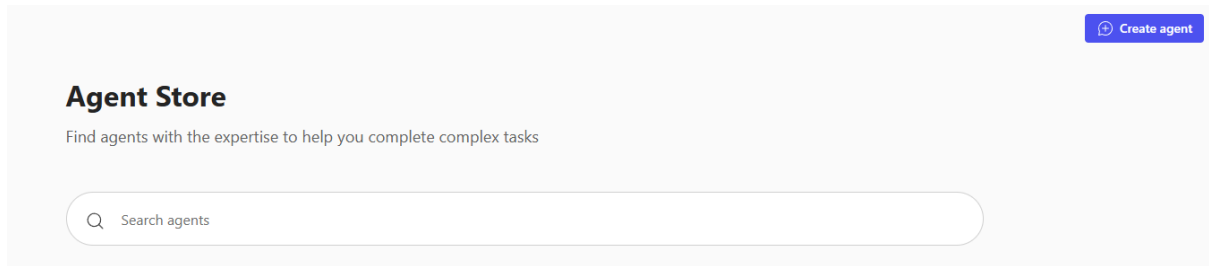 Create agent
Agent Store
Find agents with the expertise to help you complete complex tasks
Search agents